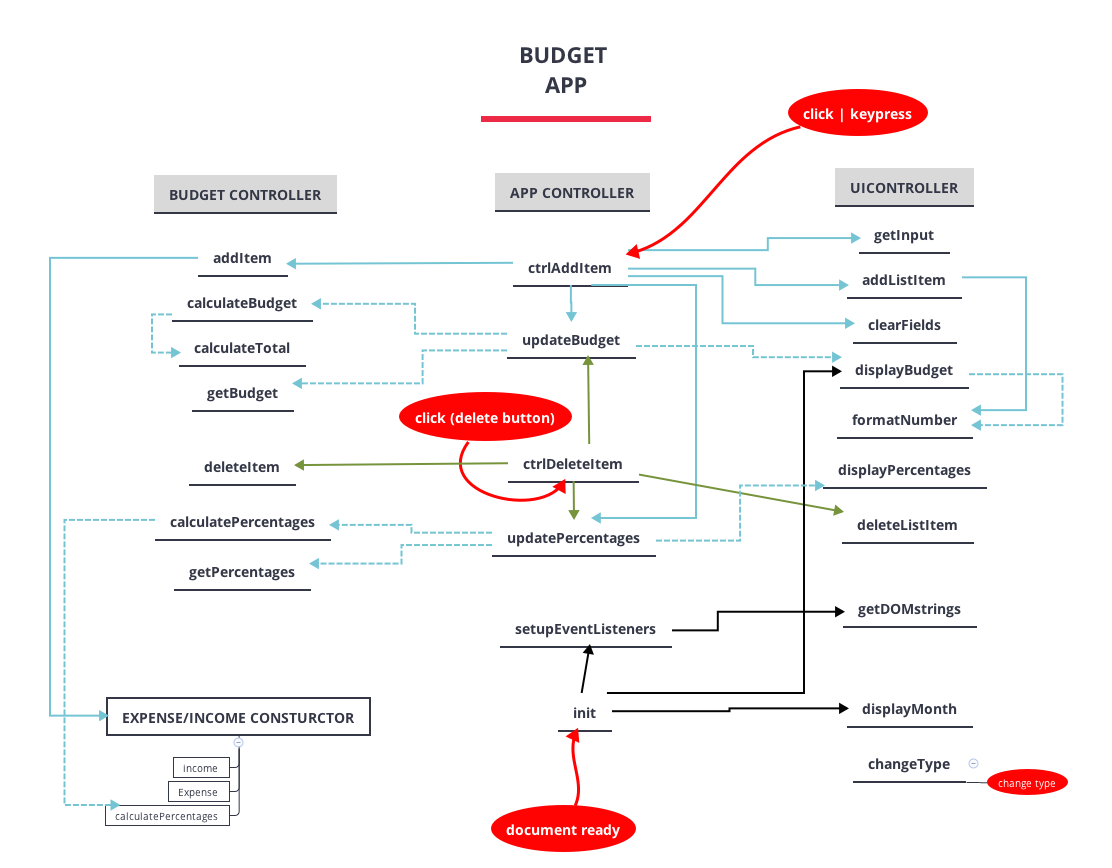 BUDGET
APP
click | keypress
BUDGET CONTROLLER
APP CONTROLLER
UICONTROLLER
addItem
calculateBudget
calculateTotal
getBudget
deleteItem
calculatePercentages
getPercentages
EXPENSE/INCOME CONSTURCTOR
income
Expense
calculatePercentages
ctrlAddItem
updateBudget
click (delete button)
ctrlDeleteItem
updatePercentages
setupEventListeners
init
document ready
getInput
addListItem
clearFields
displayBudget
formatNumber
displayPercentages
deleteListItem
getDOMstrings
displayMonth
changeType
change type